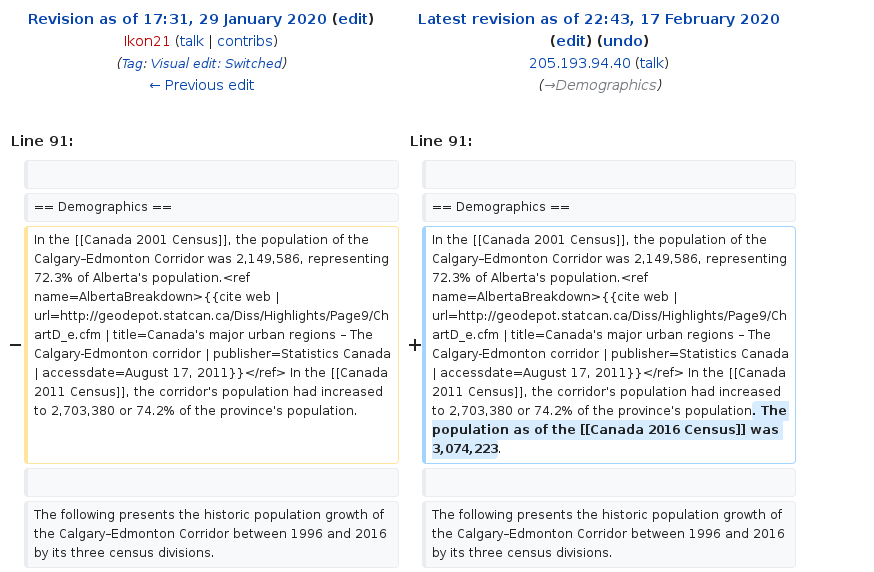 Revision as of 17:31, 29 January 2020 (edit)
Ikon21 (talk | contribs)
(Tag: Visual edit: Switched)
← Previous edit
Latest revision as of 22:43, 17 February 2020
(edit) (undo)
205.193.94.40 (talk)
(→Demographics)
Line 91:
Line 91:
== Demographics ==
== Demographics ==
−
In the [[Canada 2001 Census]], the population of the
Calgary–Edmonton Corridor was 2,149,586, representing
72.3% of Alberta's population.<ref
name=AlbertaBreakdown>{{cite web |
url=http://geodepot.statcan.ca/Diss/Highlights/Page9/Ch
artD_e.cfm | title=Canada's major urban regions – The
Calgary-Edmonton corridor | publisher=Statistics Canada
| accessdate=August 17, 2011}}</ref> In the [[Canada
2011 Census]], the corridor's population had increased
to 2,703,380 or 74.2% of the province's population.
+
In the [[Canada 2001 Census]], the population of the
Calgary–Edmonton Corridor was 2,149,586, representing
72.3% of Alberta's population.<ref
name=AlbertaBreakdown>{{cite web |
url=http://geodepot.statcan.ca/Diss/Highlights/Page9/Ch
artD_e.cfm | title=Canada's major urban regions – The
Calgary-Edmonton corridor | publisher=Statistics Canada
| accessdate=August 17, 2011}}</ref> In the [[Canada
2011 Census]], the corridor's population had increased
to 2,703,380 or 74.2% of the province's population. The
population as of the [[Canada 2016 Census]] was
3,074,223.
The following presents the historic population growth of
the Calgary–Edmonton Corridor between 1996 and 2016
by its three census divisions.
The following presents the historic population growth of
the Calgary–Edmonton Corridor between 1996 and 2016
by its three census divisions.